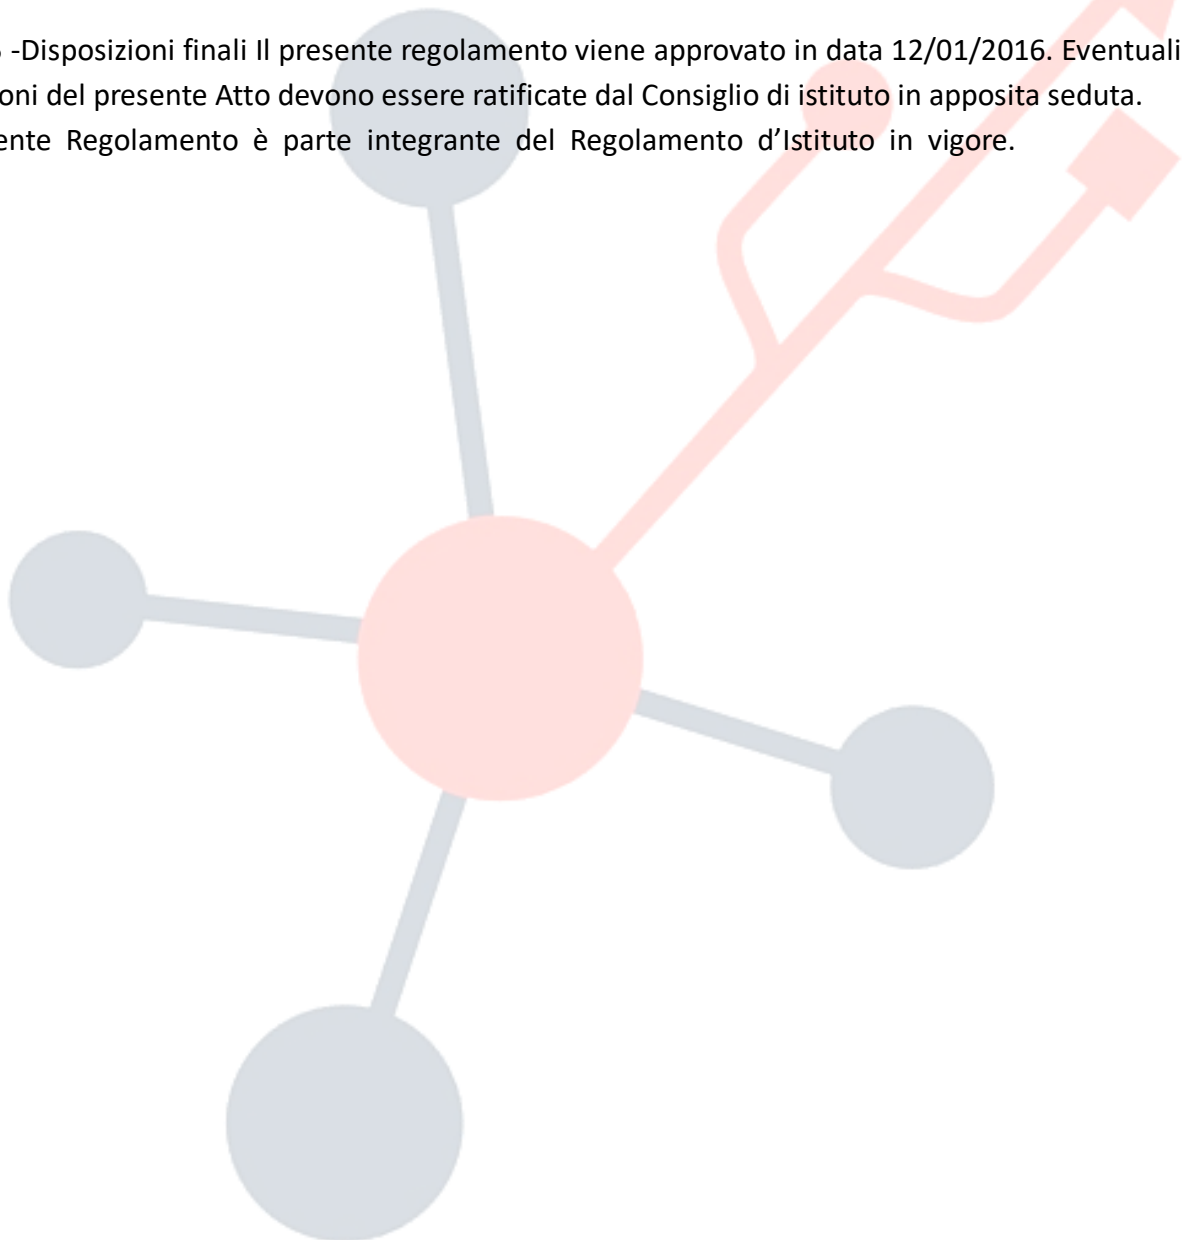 -Disposizioni finali Il presente regolamento viene approvato in data 12/01/2016. Eventuali
oni del presente Atto devono essere ratificate dal Consiglio di istituto in apposita seduta.
ente Regolamento è parte integrante del Regolamento d’Istituto in vigore.